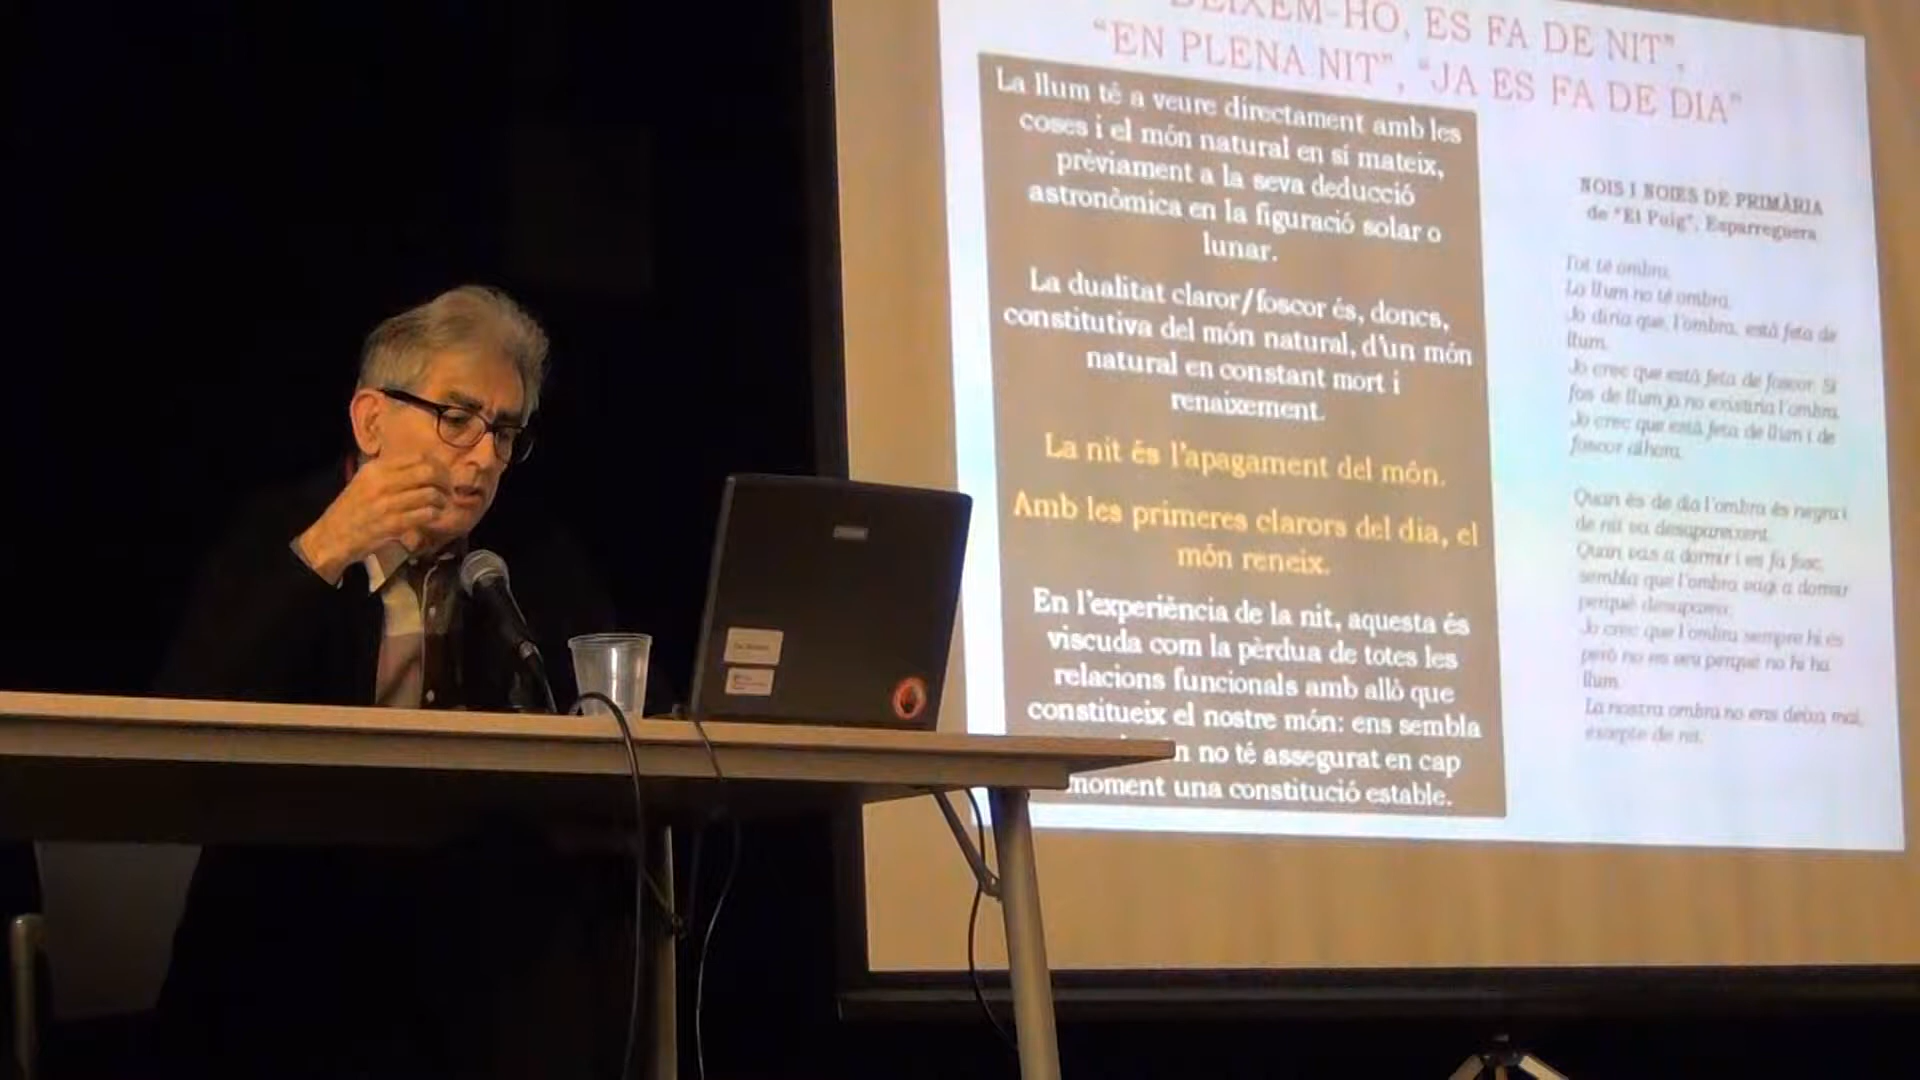 DEIXEM-HO, ES FA DE NIT",
"EN PLENA NIT", "JA ES FA DE DIA"
La llum té a veure directament amb les
coses i el món natural en sí mateix,
prèviament a la seva deducció
astronòmica en la figuració solar o
lunar.
La dualitat claror/foscor és, doncs,
constitutiva del món natural, d'un món
natural en constant mort i
renaixement.
La nit és l'apagament del món.
Amb les primeres clarors del dia, el
món reneix.
En l'experiència de la nit, aquesta és
viscuda com la pèrdua de totes les
relacions funcionals amb allò que
constitueix el nostre món: ens sembla
no té assegurat en cap
moment una constitució estable.
NOIS I NOIES DE PRIMÀRIA
de "El Puig", Esparreguera
Tot té ombra.
La llum no té ombra.
Jo diria que, l'ombra, està feta de
llum.
Jo crec que està feta de foscor. Si
fos de llum ja no existiria l'ombra.
Jo crec que està feta de llum i de
foscor alhora.
Quan és de dia l'ombra és negra i
de nit va desapareixent.
Quan vas a dormir i es fa fosc,
sembla que l'ombra vagi a dormir
perquè desapareix.
Jo crec que l'ombra sempre hi és
però no es veu perquè no hi ha
llum.
La nostra ombra no ens deixa mai,
excepte de nit.